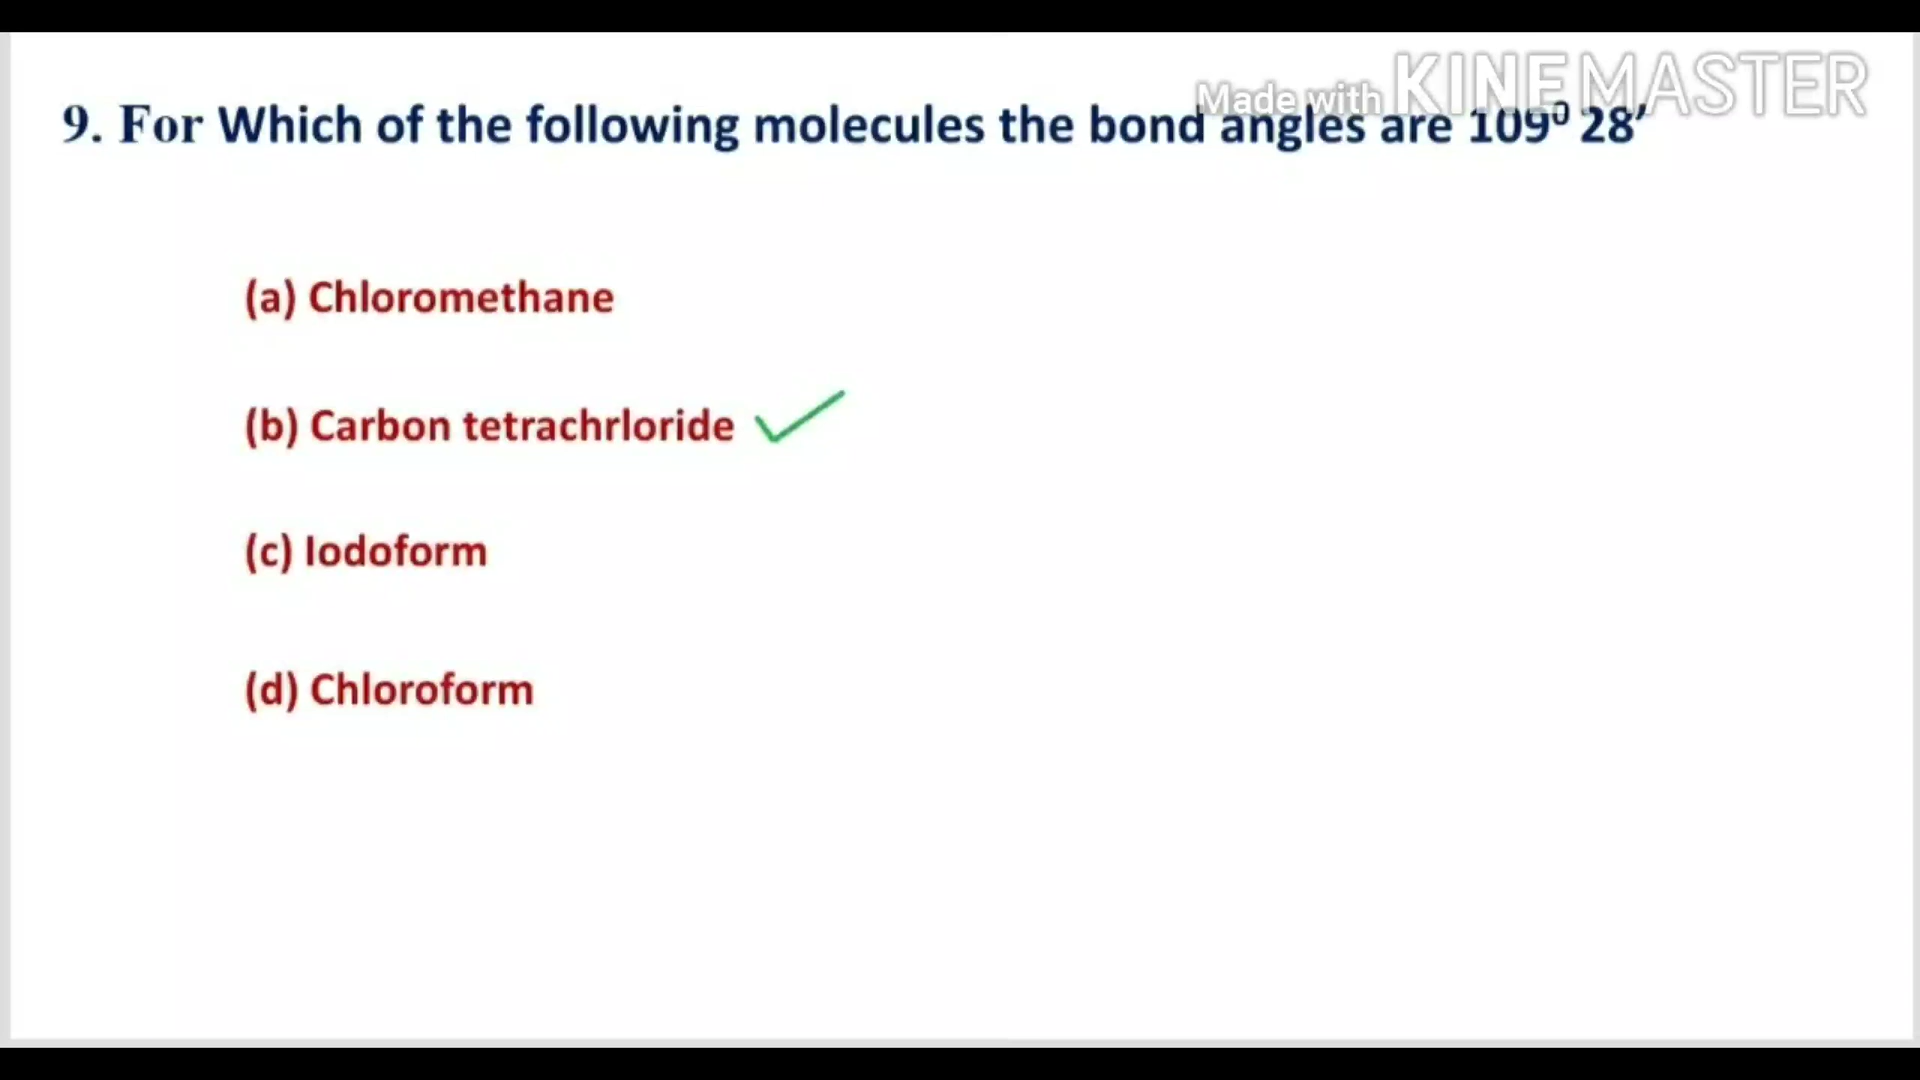 Made with KINEMASTER
9. For Which of the following molecules the bond angles are 109⁰ 28′
(a) Chloromethane
(b) Carbon tetrachrloride
(c) Iodoform
(d) Chloroform